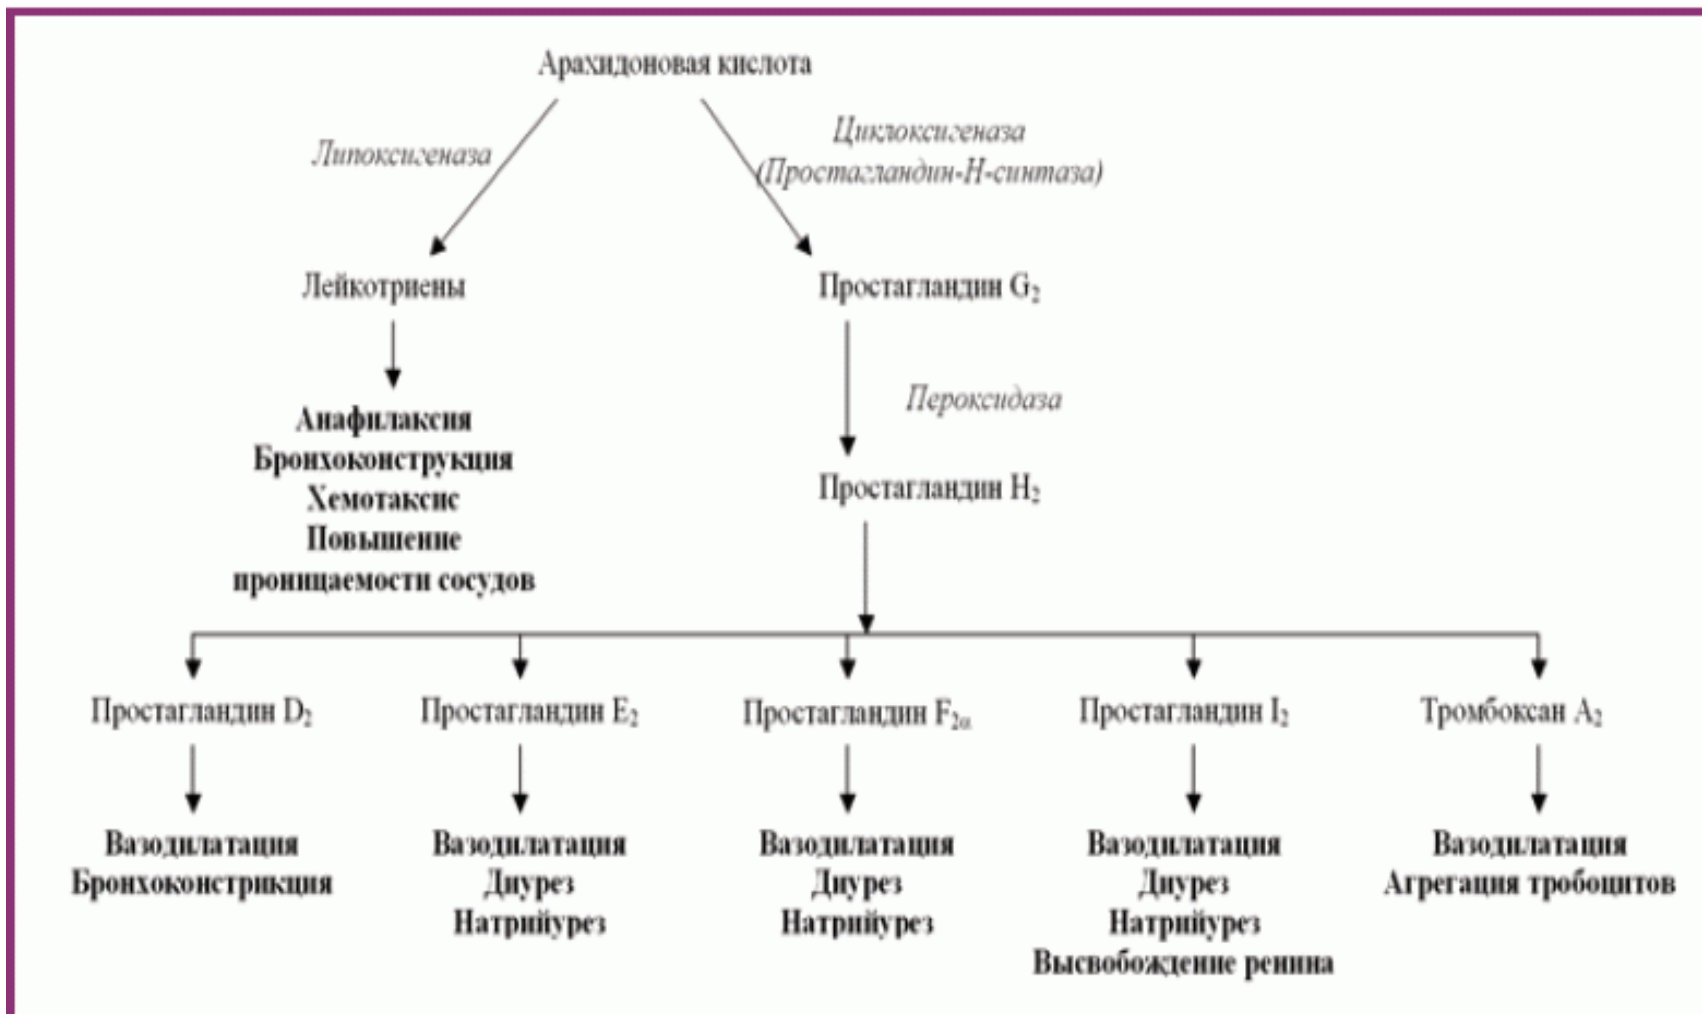 Арахидоновая кислота
Липоксигеназа
Циклоксигеназа
(Простагландин-Н-синтаза)
Лейкотриены
Простагландин G₂
Анафилаксия
Бронхоконструкция
Хемотаксис
Повышение
проницаемости сосудов
Пероксидаза
Простагландин H₂
Простагландин D₂
Простагландин E₂
Простагландин F₂α
Простагландин I₂
Тромбоксан A₂
Вазодилатация
Бронхоконстрикция
Вазодилатация
Диурез
Натрийурез
Вазодилатация
Диурез
Натрийурез
Вазодилатация
Диурез
Натрийурез
Высвобождение ренина
Вазодилатация
Агрегация тробоцитов